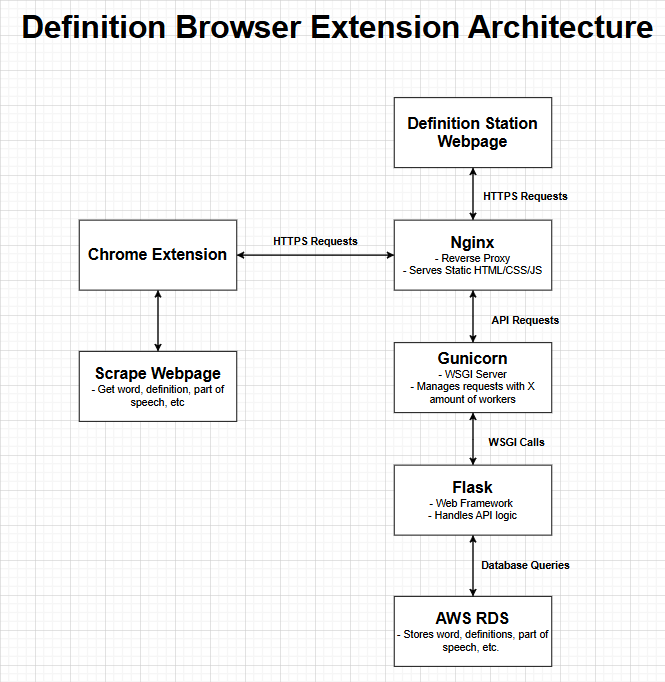 Definition Browser Extension Architecture
Definition Station
Webpage
HTTPS Requests
Chrome Extension
HTTPS Requests
Nginx
- Reverse Proxy
- Serves Static HTML/CSS/JS
API Requests
Scrape Webpage
- Get word, definition, part of
speech, etc
Gunicorn
- WSGI Server
- Manages requests with X
amount of workers
WSGI Calls
Flask
- Web Framework
- Handles API logic
Database Queries
AWS RDS
- Stores word, definitions, part of
speech, etc.